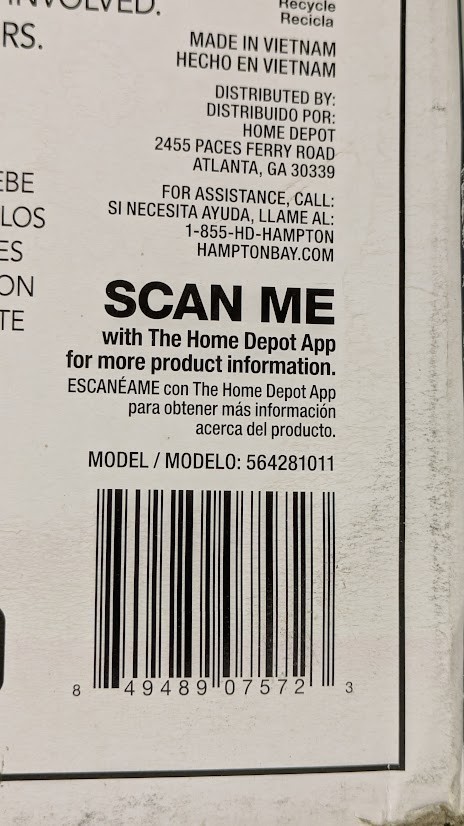 INVOLVED.
RS.
Recycle
Recicla
MADE IN VIETNAM
HECHO EN VIETNAM
DISTRIBUTED BY:
DISTRIBUIDO POR:
HOME DEPOT
2455 PACES FERRY ROAD
ATLANTA, GA 30339
EBE
LOS
ES
ON
TE
FOR ASSISTANCE, CALL:
SI NECESITA AYUDA, LLAME AL:
1-855-HD-HAMPTON
HAMPTONBAY.COM
SCAN ME
with The Home Depot App
for more product information.
ESCANÉAME con The Home Depot App
para obtener más información
acerca del producto.
MODEL / MODELO: 564281011
8 49489 07572 3